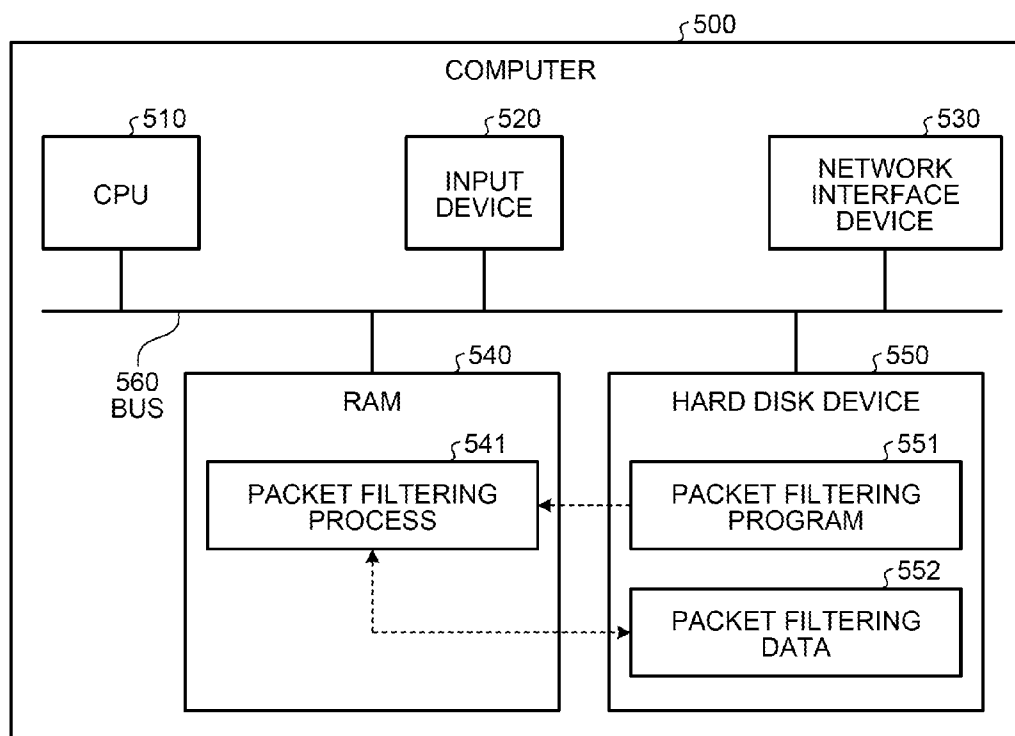 500
COMPUTER
510
CPU
520
INPUT
DEVICE
530
NETWORK
INTERFACE
DEVICE
560
BUS
540
RAM
541
PACKET FILTERING
PROCESS
550
HARD DISK DEVICE
551
PACKET FILTERING
PROGRAM
552
PACKET FILTERING
DATA